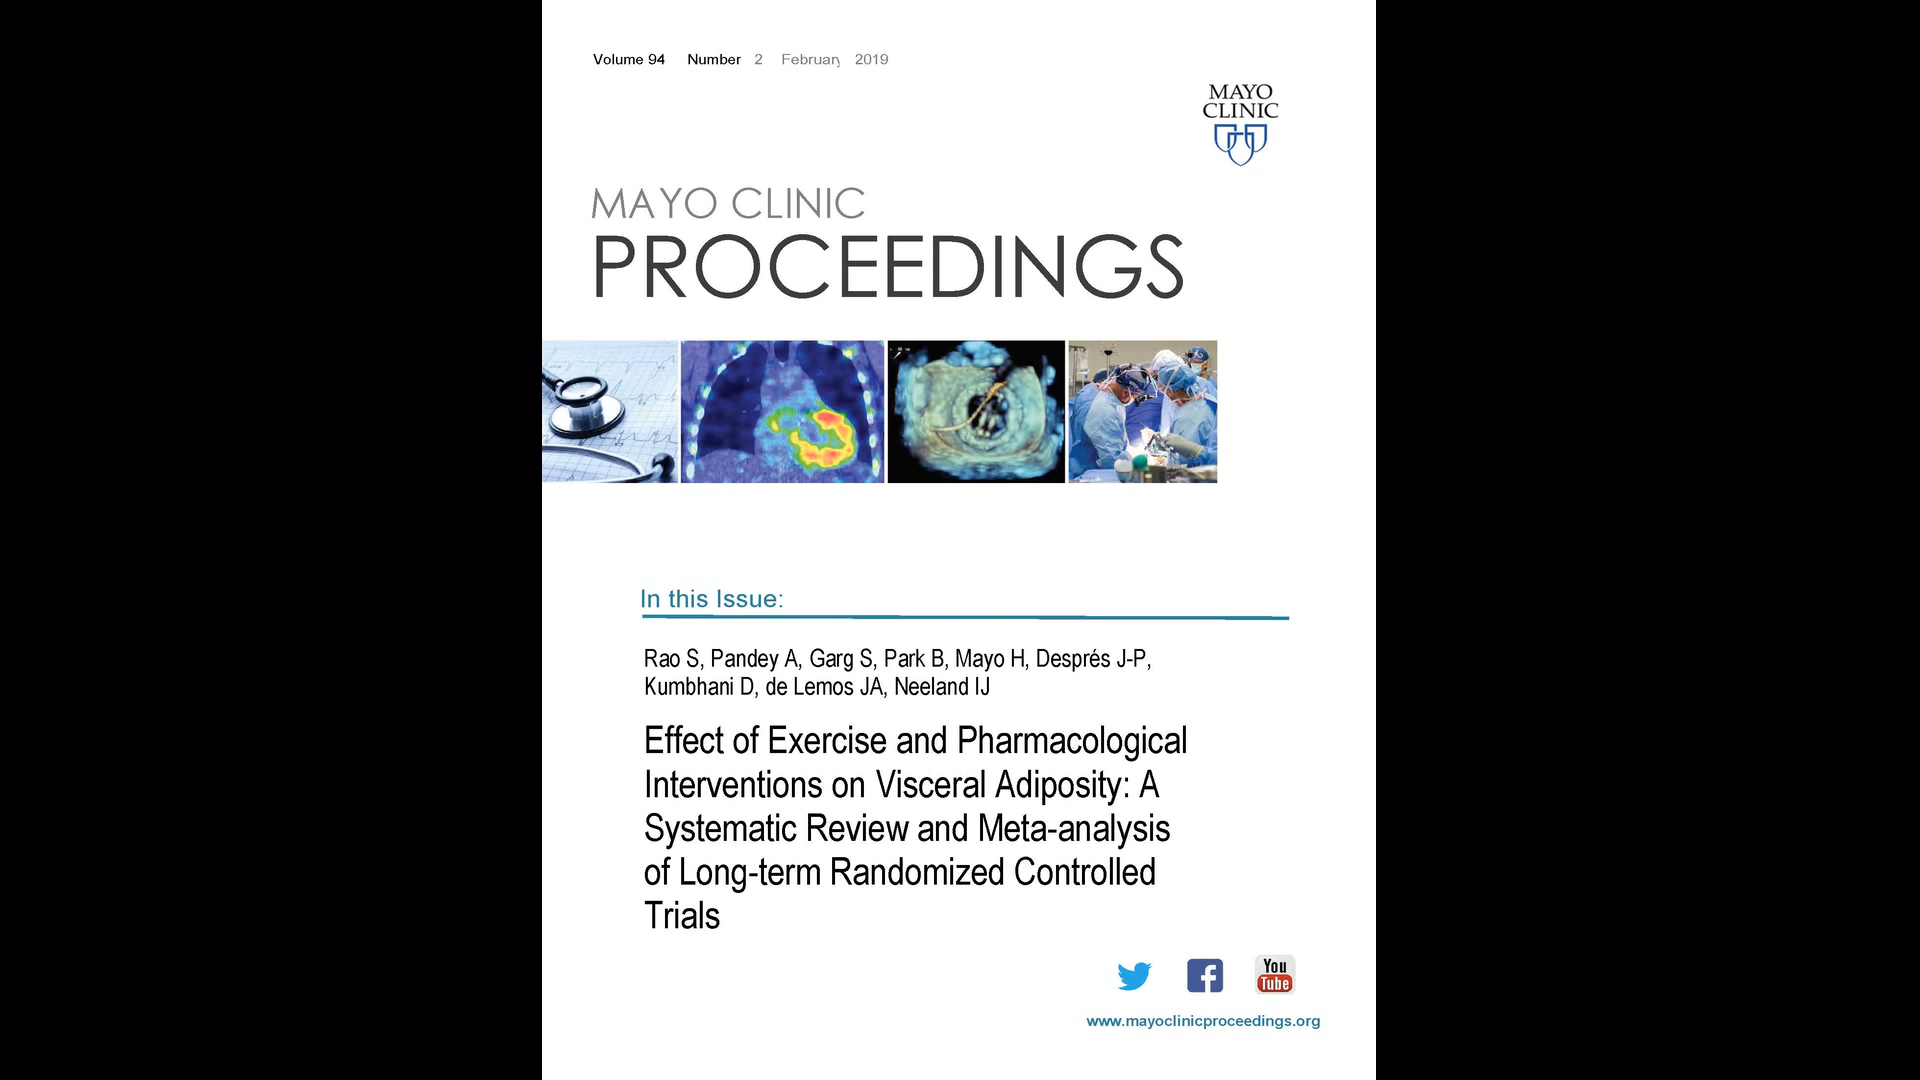 Volume 94 Number 2 February 2019
MAYO
CLINIC
MAYO CLINIC
PROCEEDINGS
In this Issue:
Rao S, Pandey A, Garg S, Park B, Mayo H, Després J-P,
Kumbhani D, de Lemos JA, Neeland IJ
Effect of Exercise and Pharmacological
Interventions on Visceral Adiposity: A
Systematic Review and Meta-analysis
of Long-term Randomized Controlled
Trials
You
Tube
www.mayoclinicproceedings.org